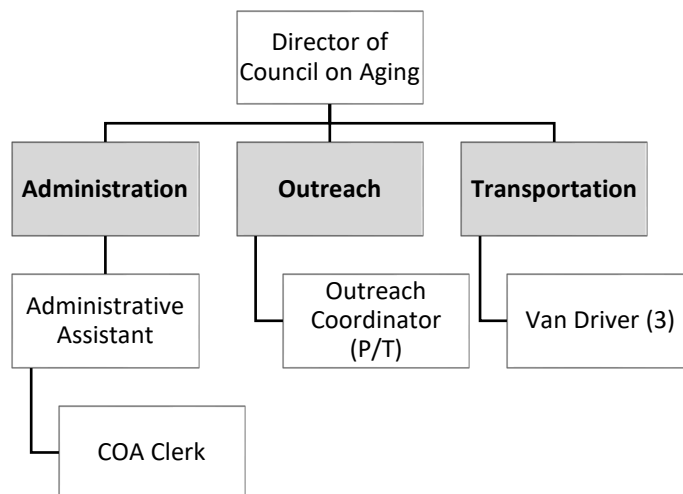 Director of
Council on Aging
Administration
Outreach
Transportation
Administrative
Assistant
Outreach
Coordinator
(P/T)
Van Driver (3)
COA Clerk